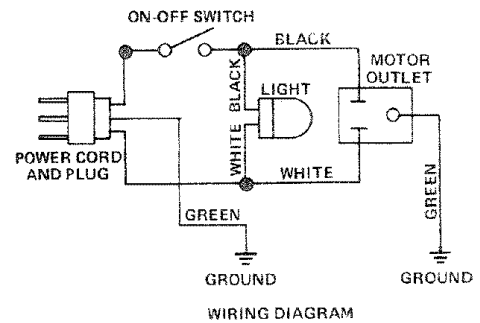 ON-OFF SWITCH
BLACK
MOTOR
OUTLET
BLACK
LIGHT
POWER CORD
AND PLUG
WHITE
WHITE
GREEN
GREEN
GROUND
GROUND
WIRING DIAGRAM